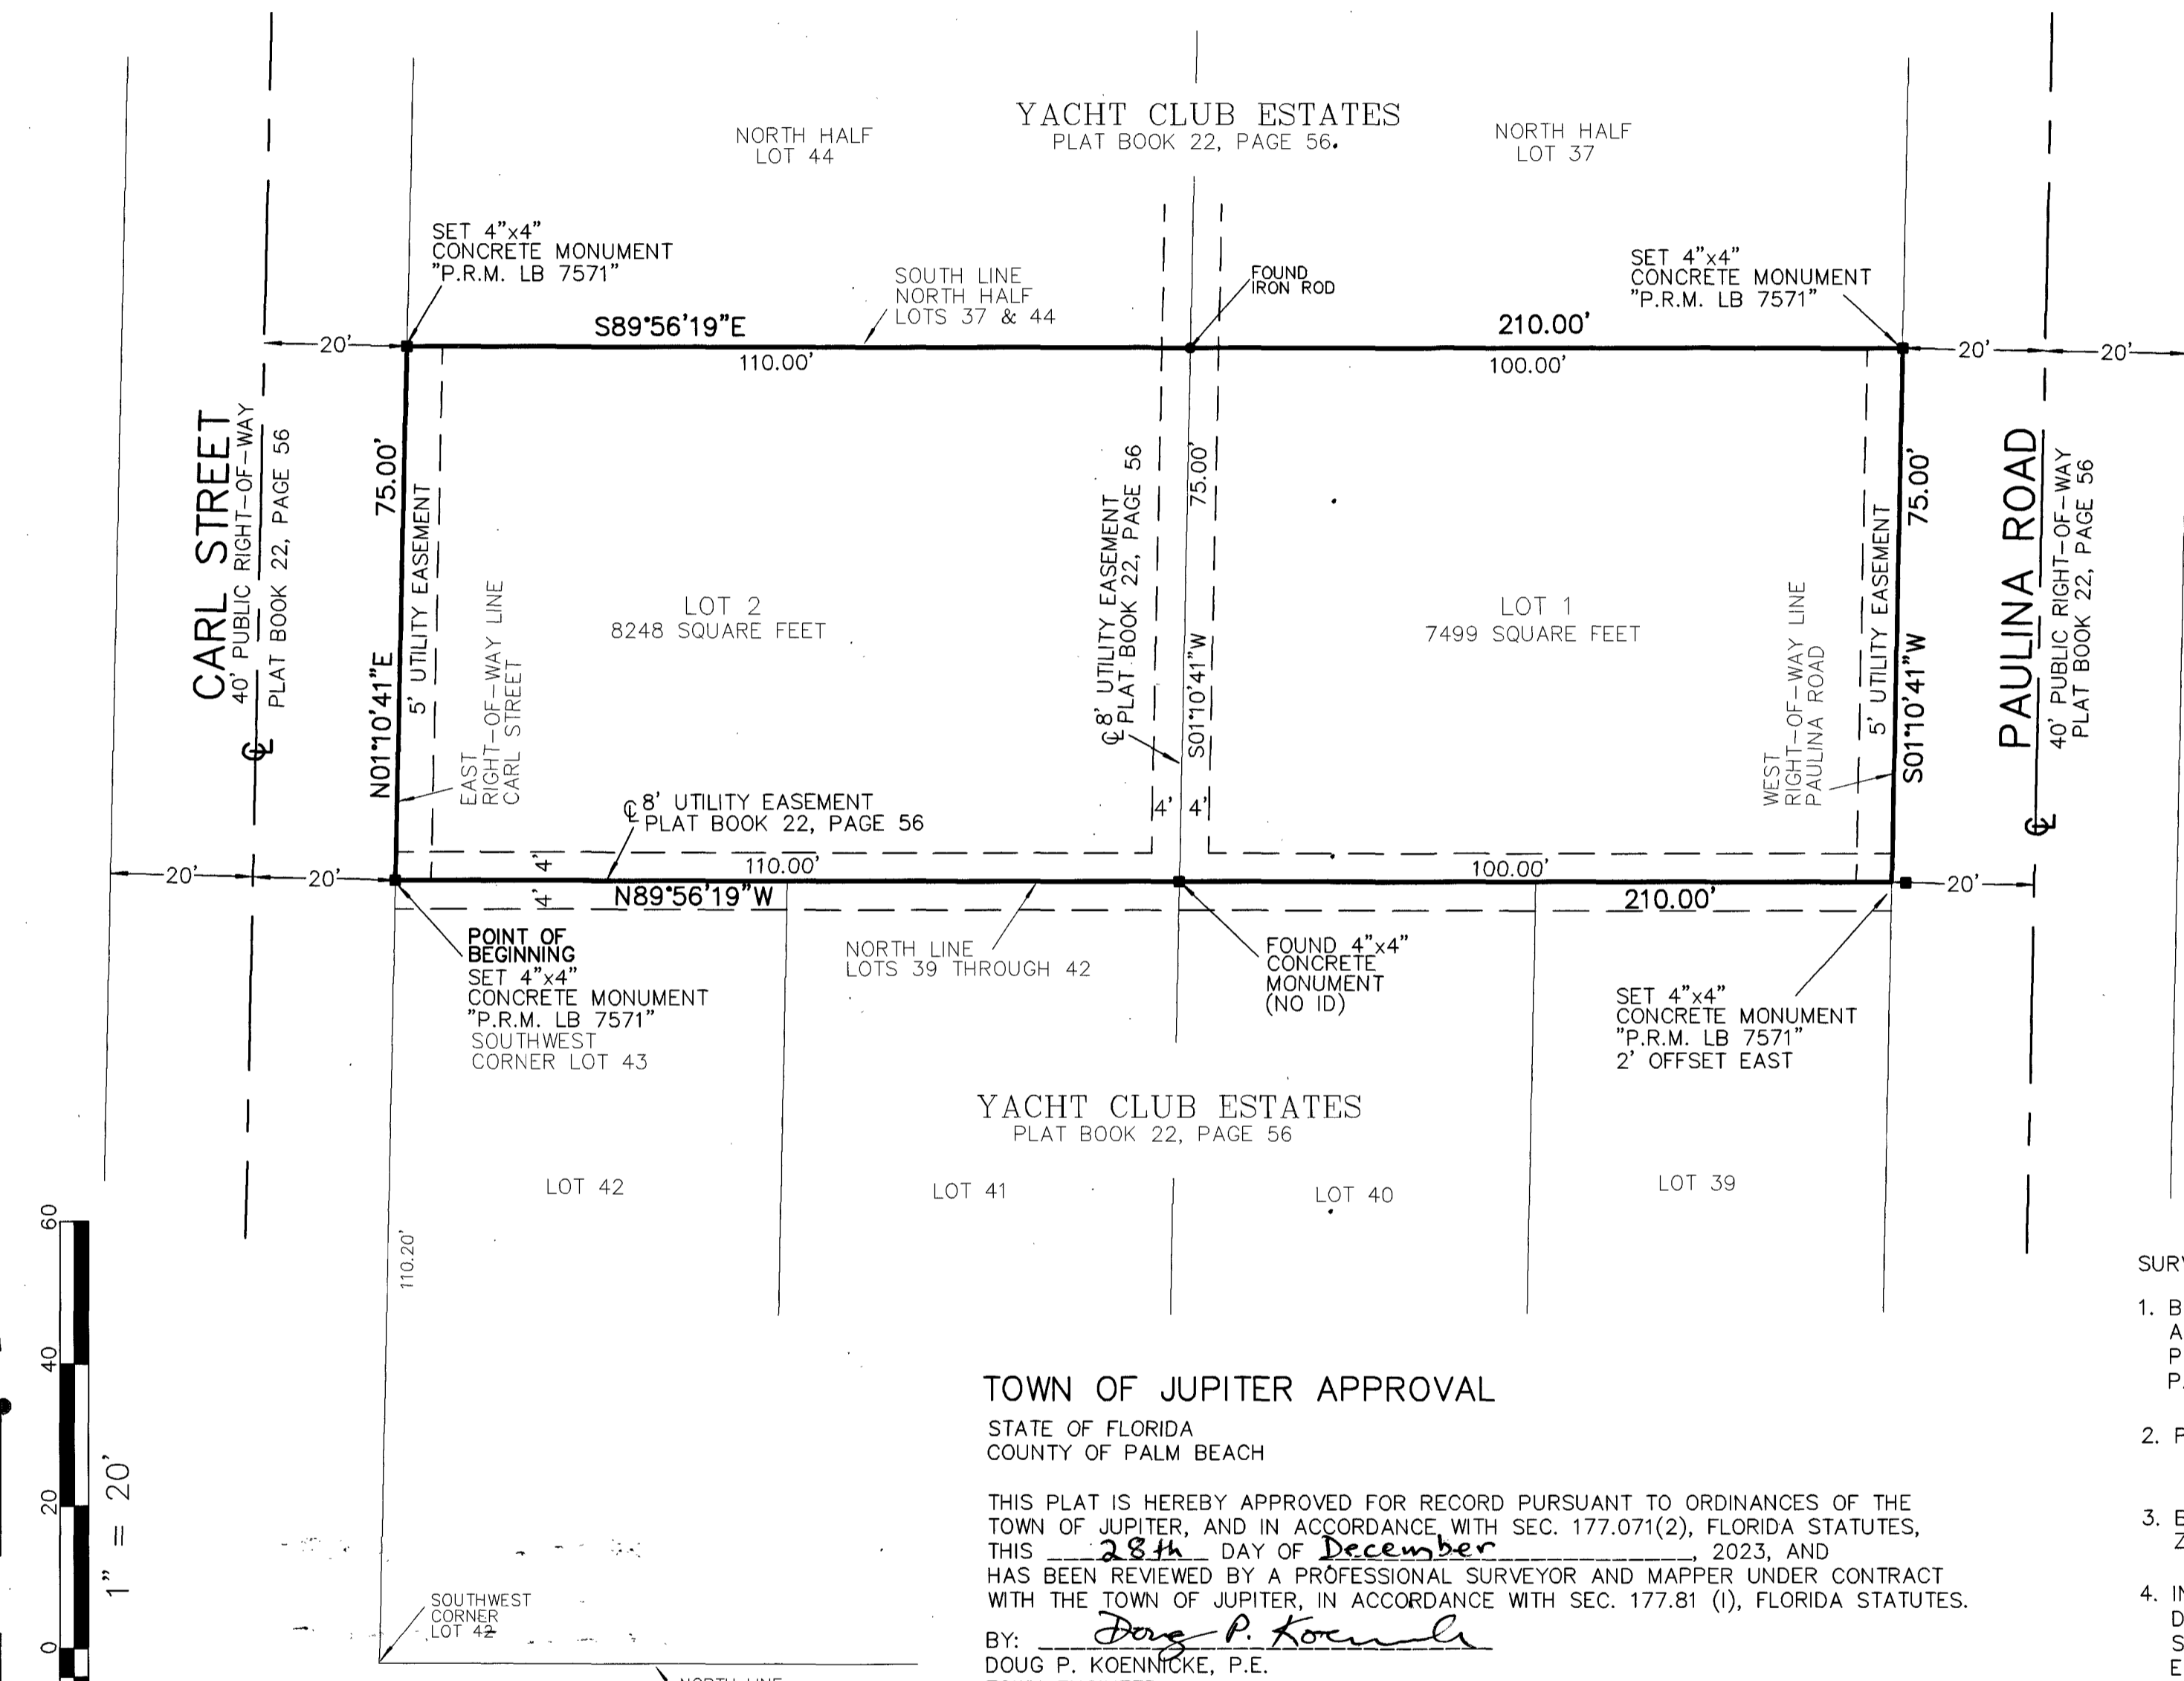 YACHT CLUB ESTATES
PLAT BOOK 22, PAGE 56.
NORTH HALF
LOT 44
NORTH HALF
LOT 37
SET 4"x4"
CONCRETE MONUMENT
"P.R.M. LB 7571"
SOUTH LINE
NORTH HALF
LOTS 37 & 44
FOUND
IRON ROD
SET 4"x4"
CONCRETE MONUMENT
"P.R.M. LB 7571"
S89°56'19"E
210.00'
20'
110.00'
100.00'
20'
20'
CARL STREET
40' PUBLIC RIGHT-OF-WAY
PLAT BOOK 22, PAGE 56
℄
N01°10'41"E
75.00'
5' UTILITY EASEMENT
EAST
RIGHT-OF-WAY LINE
CARL STREET
LOT 2
8248 SQUARE FEET
℄ 8' UTILITY EASEMENT
PLAT BOOK 22, PAGE 56
S01°10'41"W
75.00'
4'
4'
LOT 1
7499 SQUARE FEET
WEST
RIGHT-OF-WAY LINE
PAULINA ROAD
5' UTILITY EASEMENT
S01°10'41"W
75.00'
PAULINA ROAD
40' PUBLIC RIGHT-OF-WAY
PLAT BOOK 22, PAGE 56
℄
℄ 8' UTILITY EASEMENT
PLAT BOOK 22, PAGE 56
20'
20'
4'
4'
110.00'
100.00'
20'
N89°56'19"W
210.00'
POINT OF
BEGINNING
SET 4"x4"
CONCRETE MONUMENT
"P.R.M. LB 7571"
SOUTHWEST
CORNER LOT 43
NORTH LINE
LOTS 39 THROUGH 42
FOUND 4"x4"
CONCRETE
MONUMENT
(NO ID)
SET 4"x4"
CONCRETE MONUMENT
"P.R.M. LB 7571"
2' OFFSET EAST
YACHT CLUB ESTATES
PLAT BOOK 22, PAGE 56
LOT 42
LOT 41
LOT 40
LOT 39
110.20'
60
40
20
0
1" = 20'
SOUTHWEST
CORNER
LOT 42
TOWN OF JUPITER APPROVAL
STATE OF FLORIDA
COUNTY OF PALM BEACH
THIS PLAT IS HEREBY APPROVED FOR RECORD PURSUANT TO ORDINANCES OF THE
TOWN OF JUPITER, AND IN ACCORDANCE WITH SEC. 177.071(2), FLORIDA STATUTES,
THIS 28th DAY OF December, 2023, AND
HAS BEEN REVIEWED BY A PROFESSIONAL SURVEYOR AND MAPPER UNDER CONTRACT
WITH THE TOWN OF JUPITER, IN ACCORDANCE WITH SEC. 177.81 (1), FLORIDA STATUTES.
BY: Doug P. Koennicke
DOUG P. KOENNICKE, P.E.
1.
2.
3.
4.